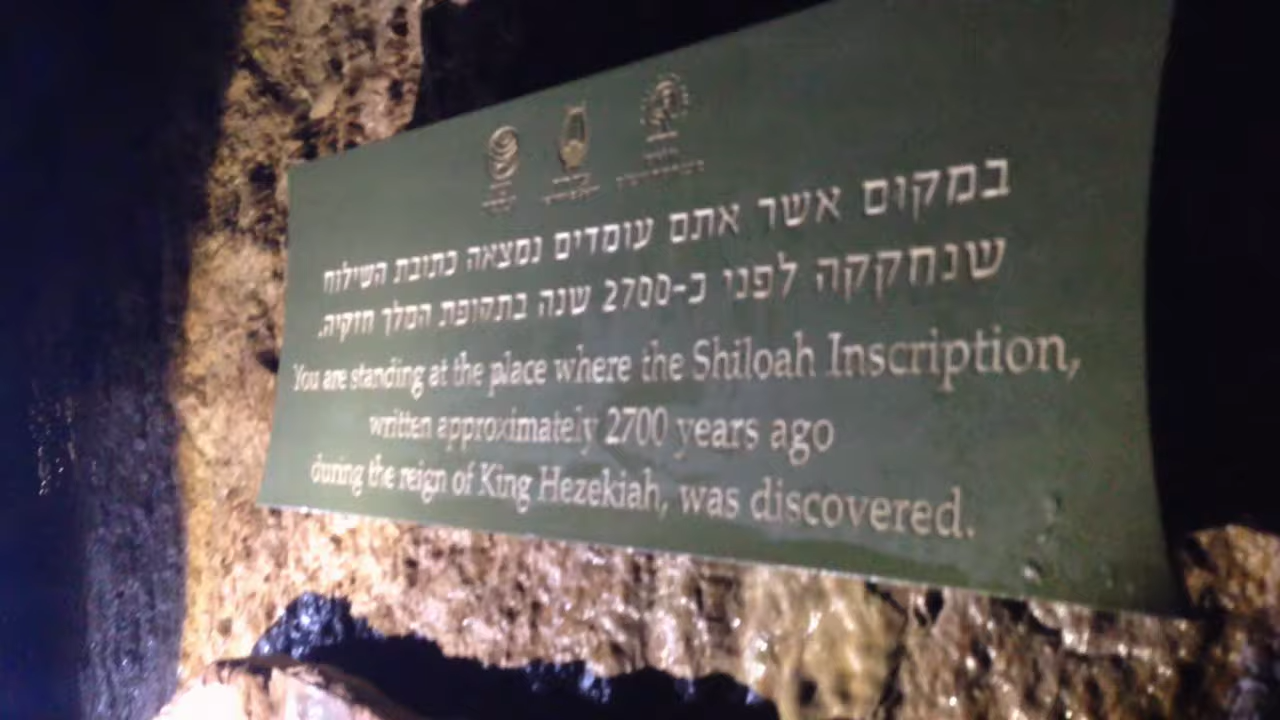 במקום אשר אתם עומדים נמצאה כתובת השילוח
שנחקקה לפני כ-2700 שנה בתקופת המלך חזקיה.
You are standing at the place where the Shiloah Inscription,
written approximately 2700 years ago
during the reign of King Hezekiah, was discovered.